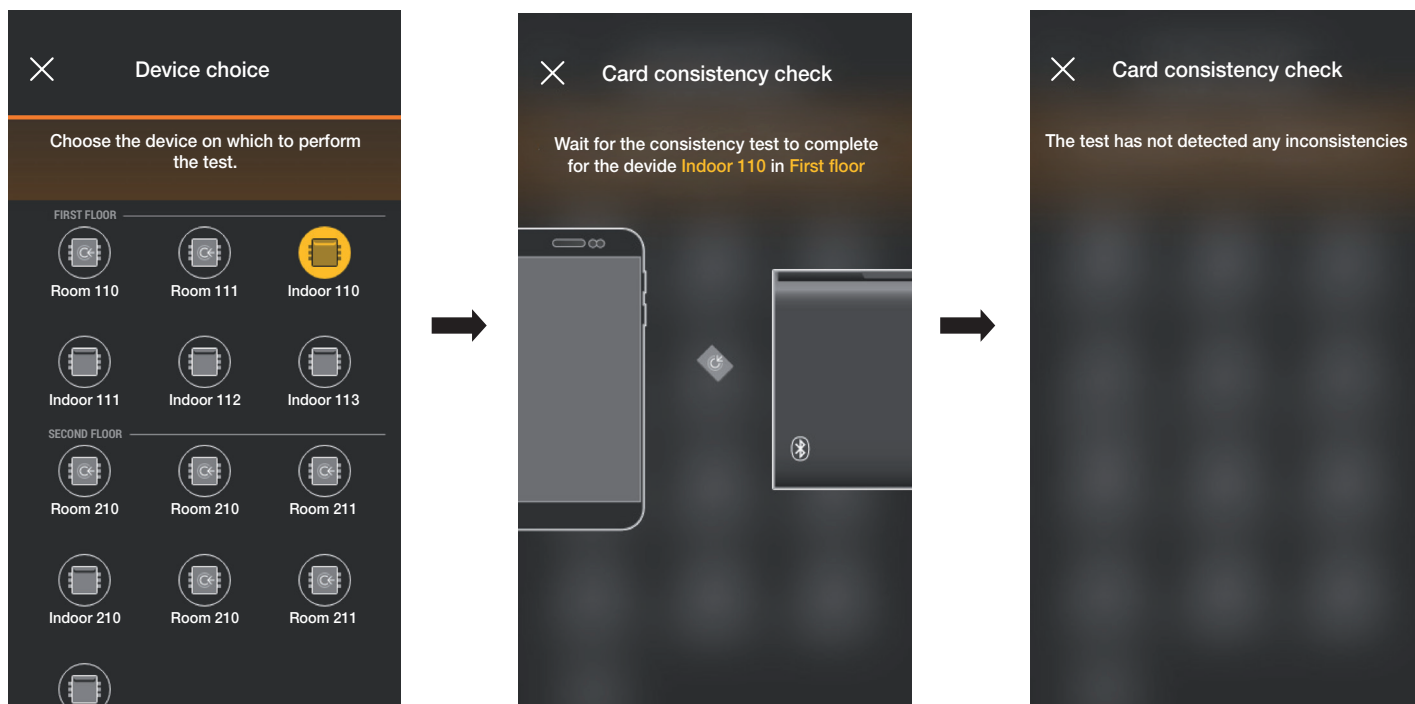 Device choice
Choose the device on which to perform
the test.
FIRST FLOOR
Room 110
Room 111
Indoor 110
Indoor 111
Indoor 112
Indoor 113
SECOND FLOOR
Room 210
Room 210
Room 211
Indoor 210
Room 210
Room 211
Card consistency check
Wait for the consistency test to complete
for the devide Indoor 110 in First floor
Card consistency check
The test has not detected any inconsistencies